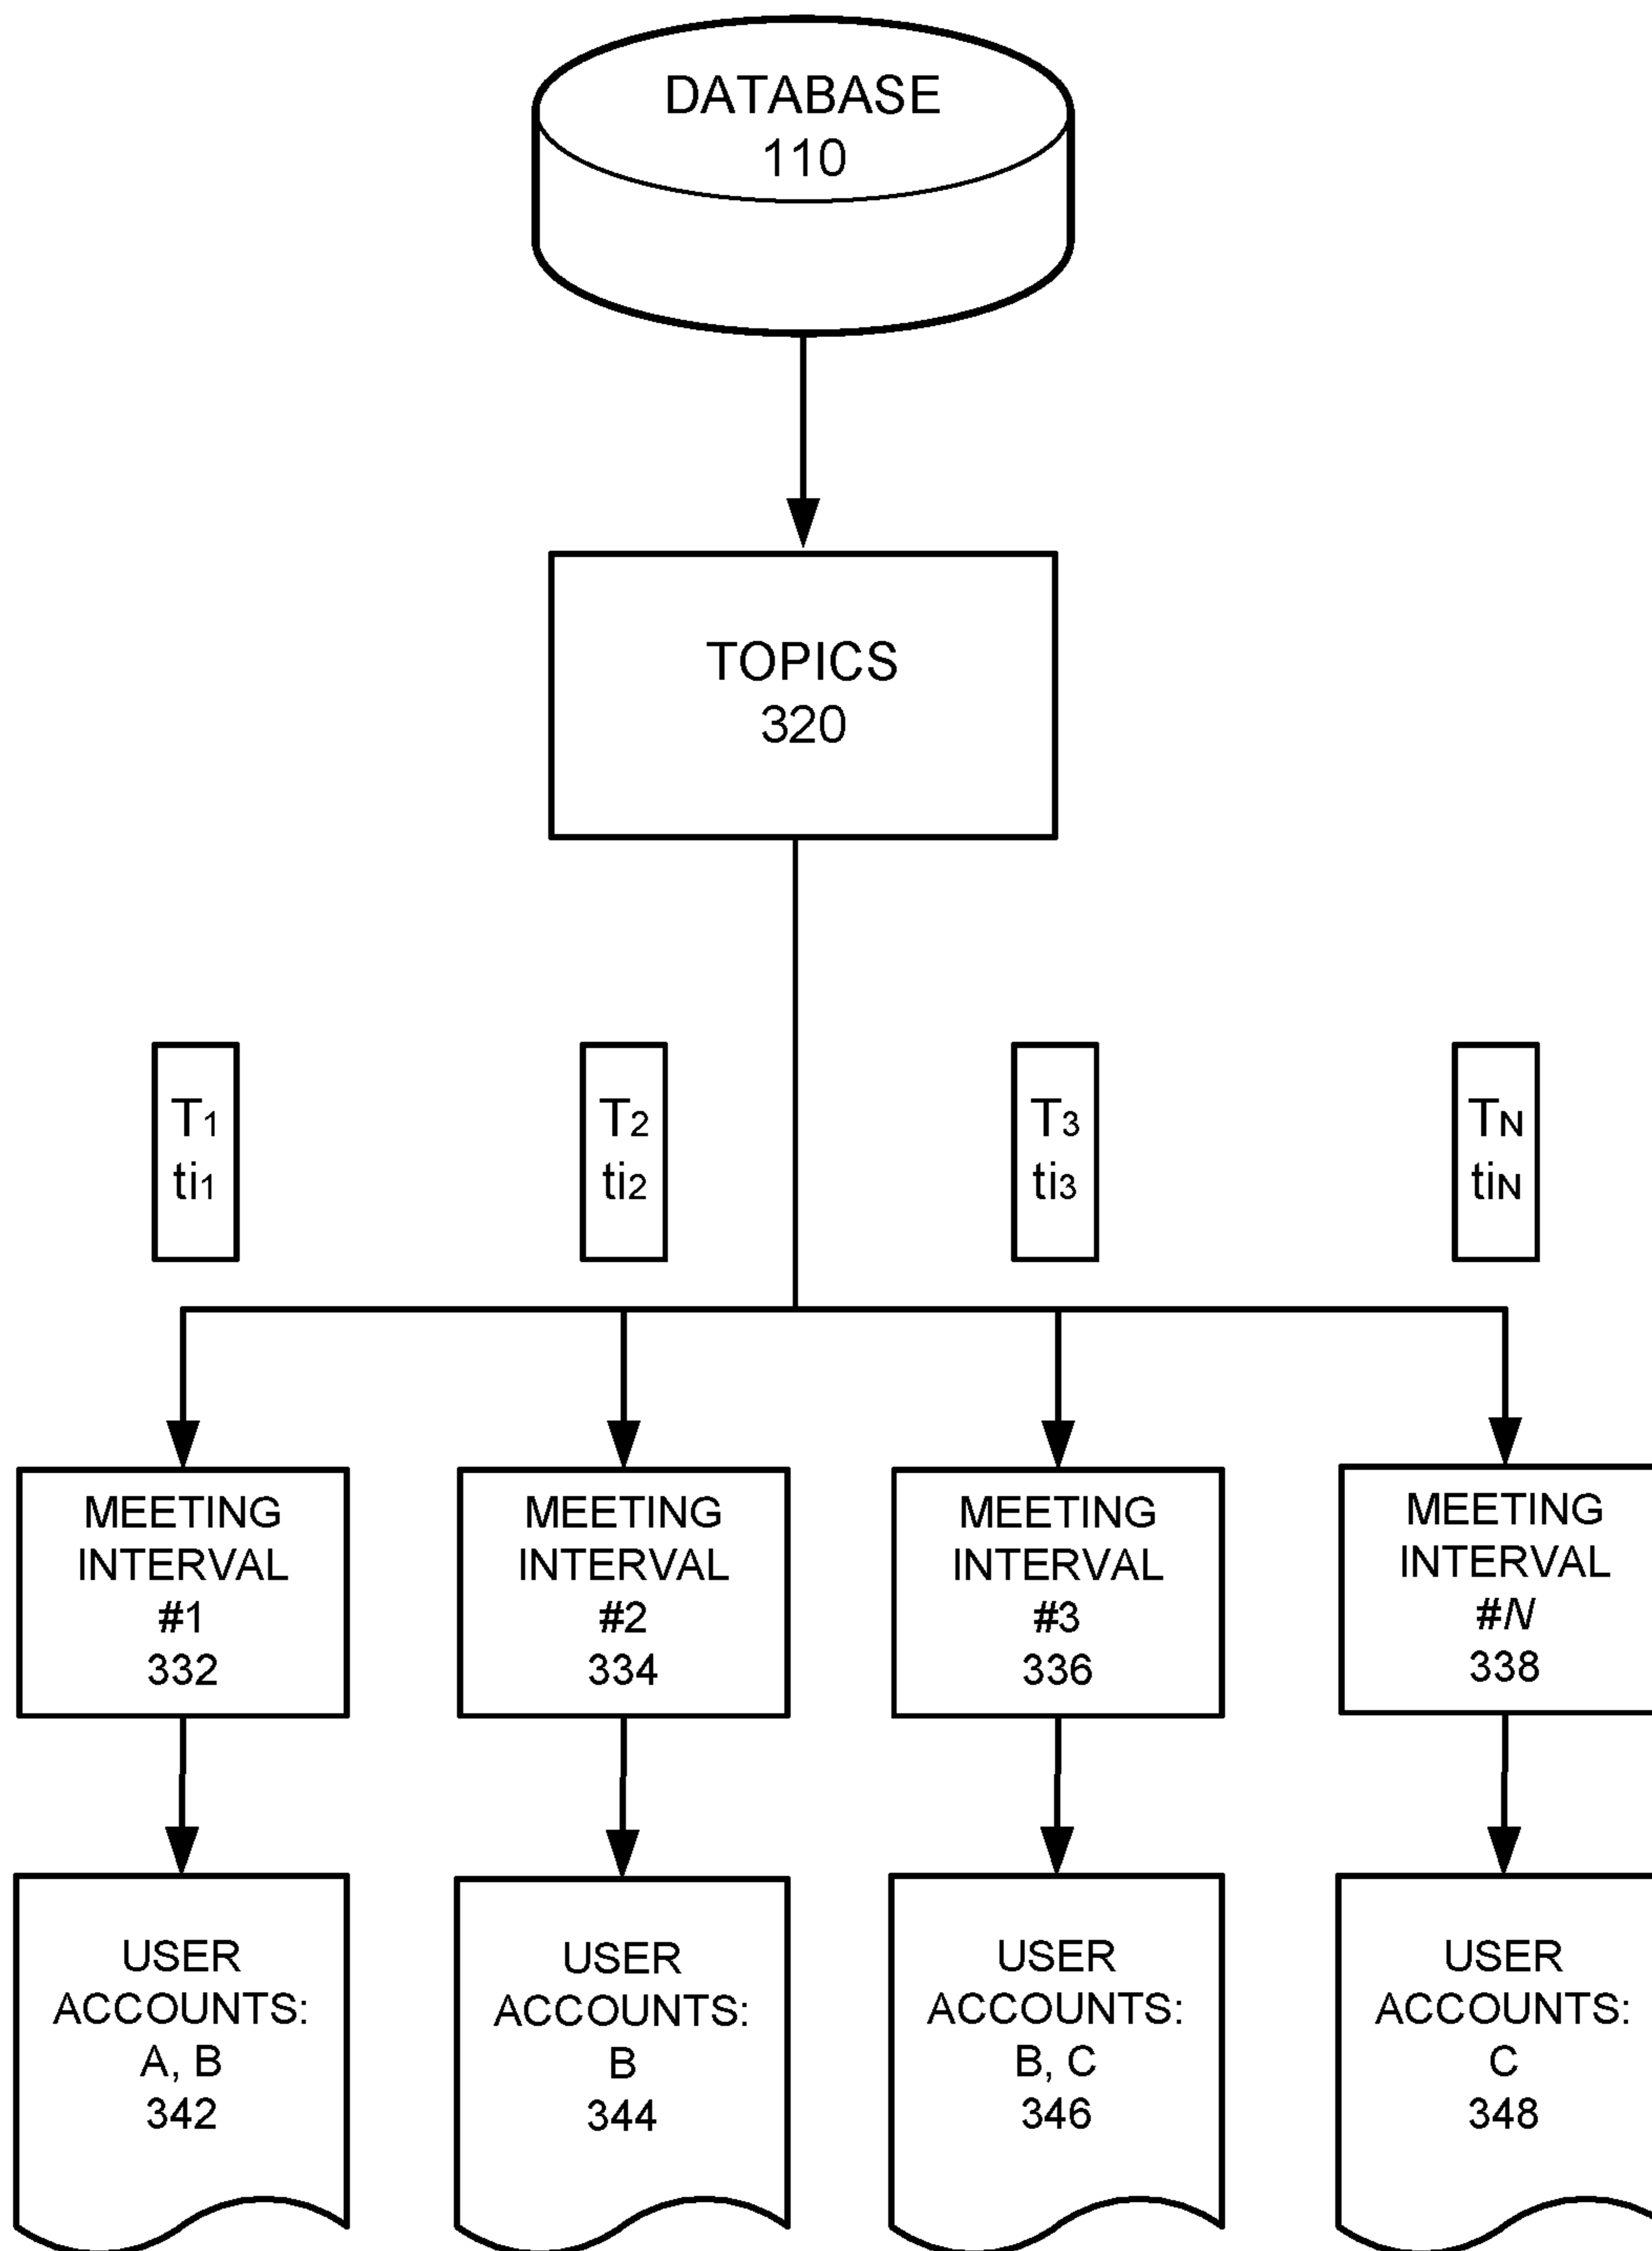 DATABASE
110
TOPICS
320
T1
ti1
T2
ti2
T3
ti3
TN
tiN
MEETING
INTERVAL
#1
332
MEETING
INTERVAL
#2
334
MEETING
INTERVAL
#3
336
MEETING
INTERVAL
#N
338
USER
ACCOUNTS:
A, B
342
USER
ACCOUNTS:
B
344
USER
ACCOUNTS:
B, C
346
USER
ACCOUNTS:
C
348